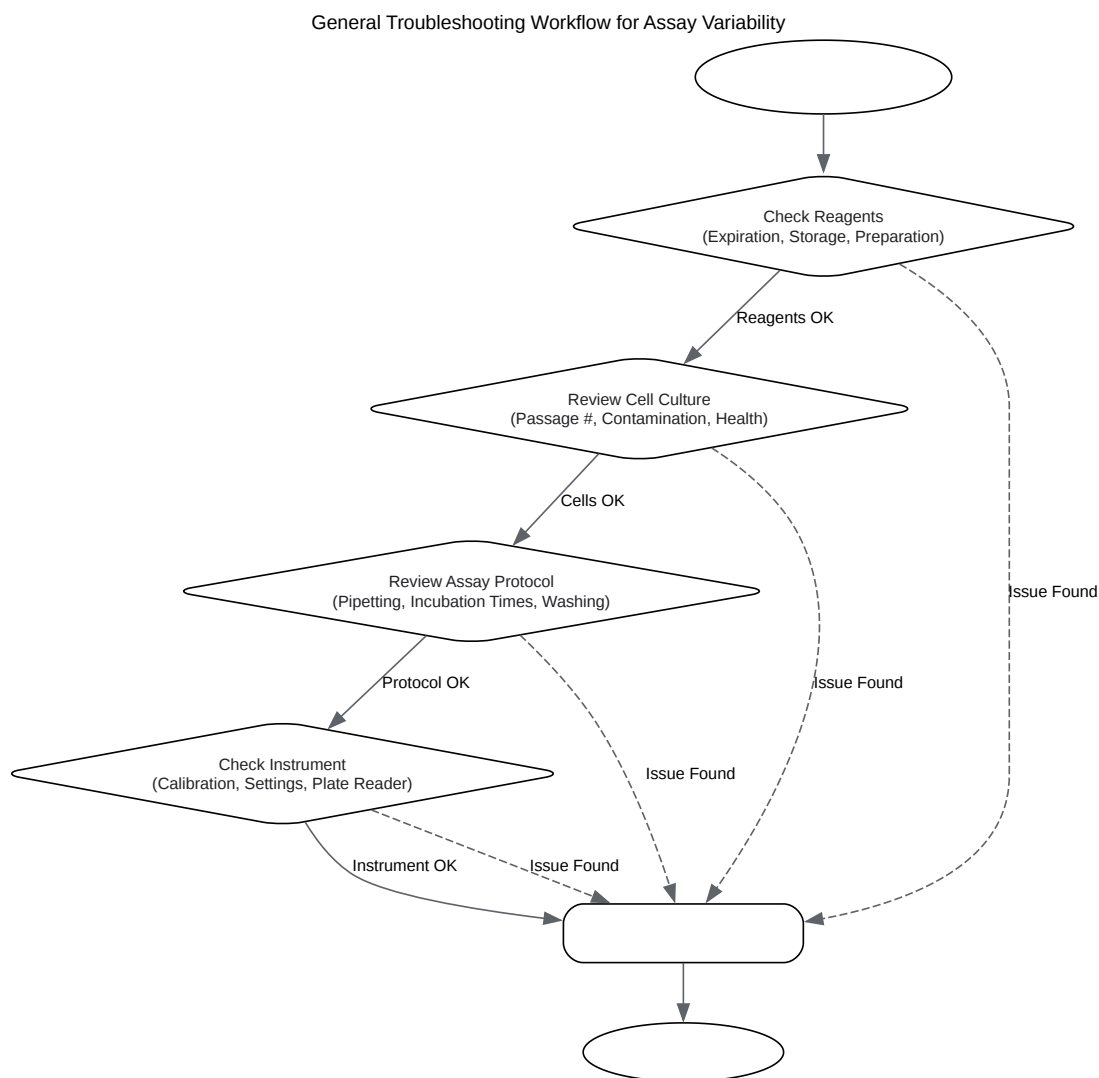 General Troubleshooting Workflow for Assay Variability
Check Reagents
(Expiration, Storage, Preparation)
Reagents OK
Review Cell Culture
(Passage #, Contamination, Health)
Cells OK
Review Assay Protocol
(Pipetting, Incubation Times, Washing)
Issue Found
Protocol OK
Issue Found
Check Instrument
(Calibration, Settings, Plate Reader)
Issue Found
Instrument OK
Issue Found